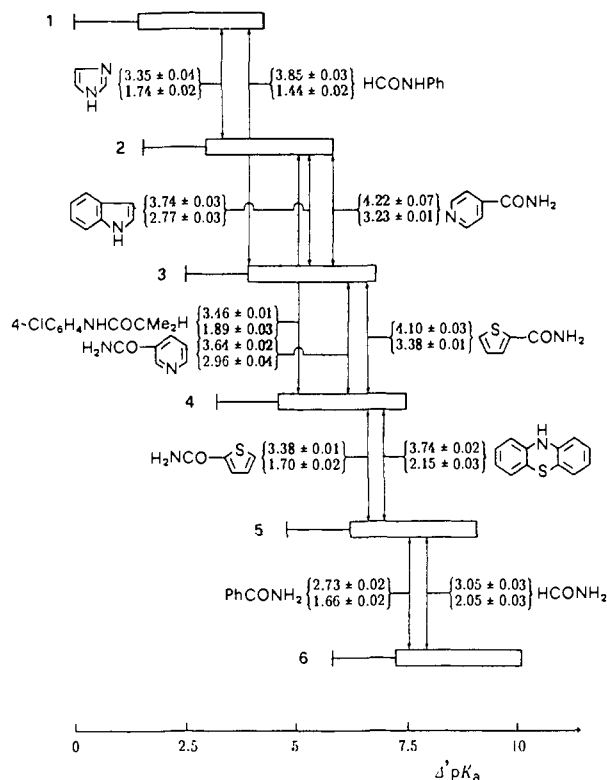 1
N
N
H
3.35 ± 0.04
1.74 ± 0.02
3.85 ± 0.03
1.44 ± 0.02
HCONHPh
2
N
H
3.74 ± 0.03
2.77 ± 0.03
4.22 ± 0.07
3.23 ± 0.01
N
CONH₂
3
4-ClC₆H₄NHCOCMe₂H
3.46 ± 0.01
1.89 ± 0.03
H₂NCO
N
3.64 ± 0.02
2.96 ± 0.04
4.10 ± 0.03
3.38 ± 0.01
S
CONH₂
4
H₂NCO
S
3.38 ± 0.01
1.70 ± 0.02
3.74 ± 0.02
2.15 ± 0.03
H
N
S
5
PhCONH₂
2.73 ± 0.02
1.66 ± 0.02
3.05 ± 0.03
2.05 ± 0.03
HCONH₂
6
0 2.5 5 7.5 10
Δ'pKₐ